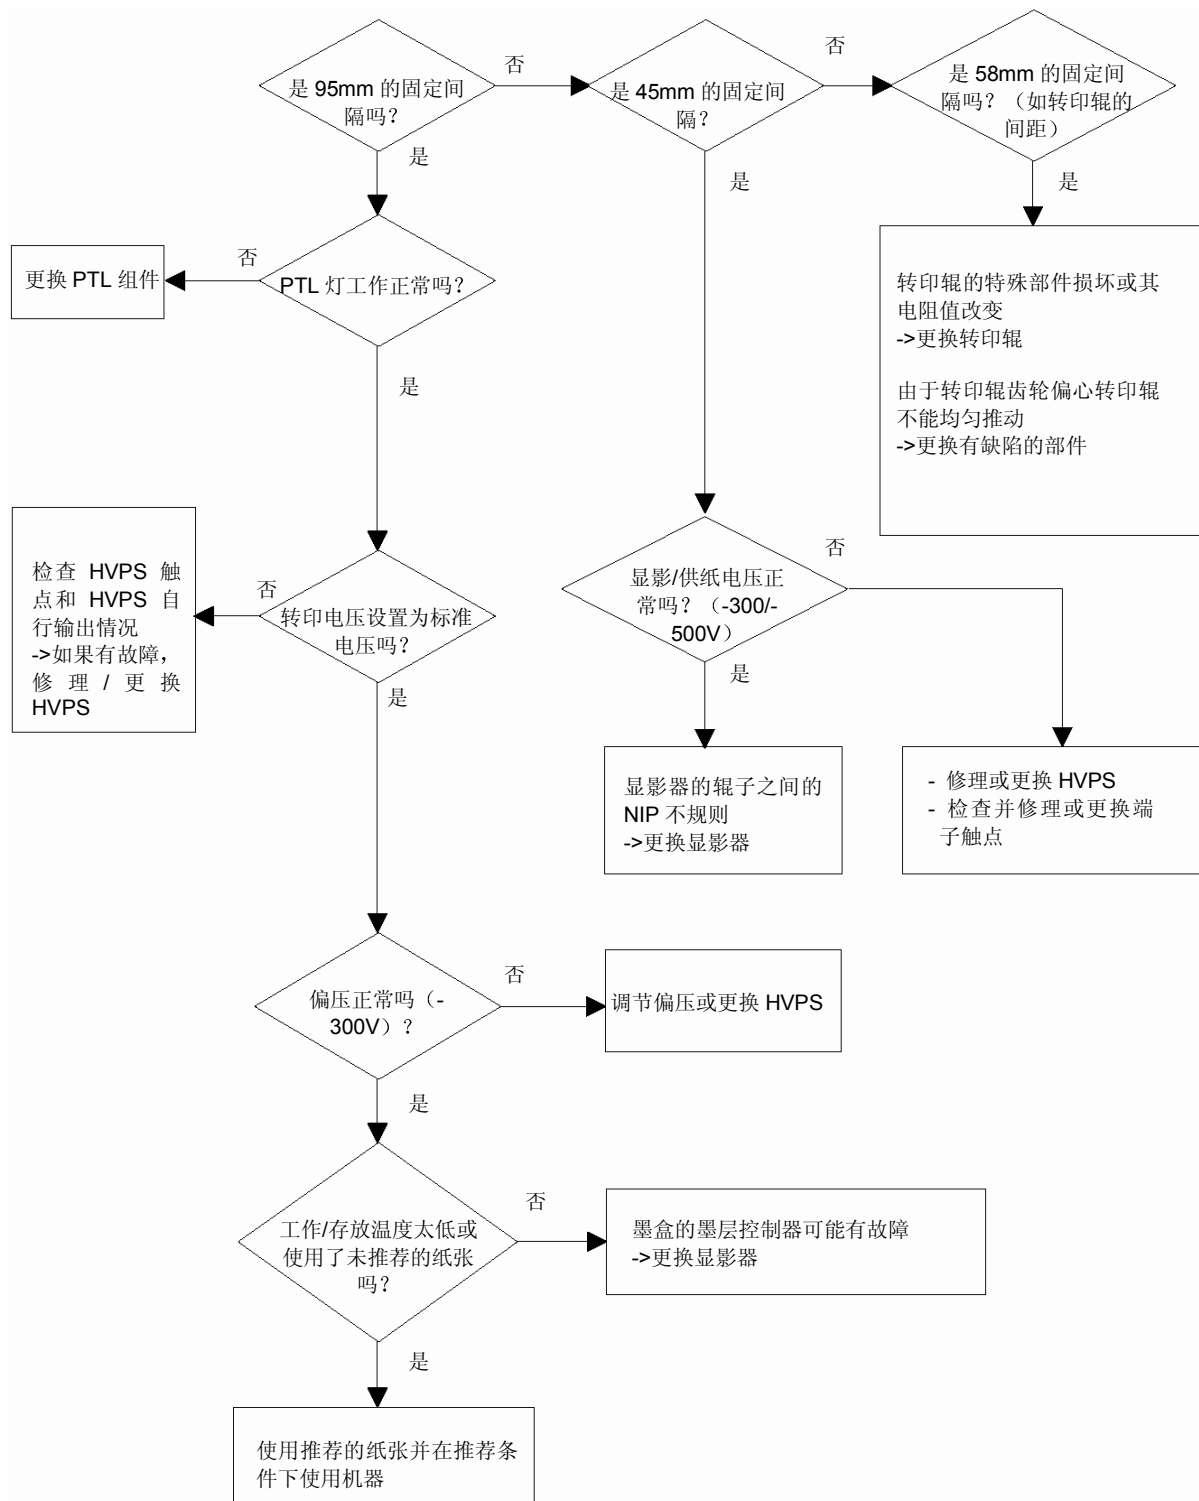 是 95mm 的固定间
隔吗？
否
是 45mm 的固定间
隔？
否
是 58mm 的固定间
隔吗？（如转印辊的
间距）
是
是
是
更换 PTL 组件
否
PTL 灯工作正常吗？
是
转印辊的特殊部件损坏或其
电阻值改变
->更换转印辊
由于转印辊齿轮偏心转印辊
不能均匀推动
->更换有缺陷的部件
检查 HVPS 触
点和 HVPS 自
行输出情况
->如果有故障，
修 理 / 更 换
HVPS
否
转印电压设置为标准
电压吗？
是
显影/供纸电压正
常吗？（-300/-
500V）
否
是
显影器的辊子之间的
NIP 不规则
->更换显影器
- 修理或更换 HVPS
- 检查并修理或更换端
子触点
偏压正常吗（-
300V）？
否
调节偏压或更换 HVPS
是
工作/存放温度太低或
使用了未推荐的纸张
吗？
否
墨盒的墨层控制器可能有故障
->更换显影器
是
使用推荐的纸张并在推荐条
件下使用机器